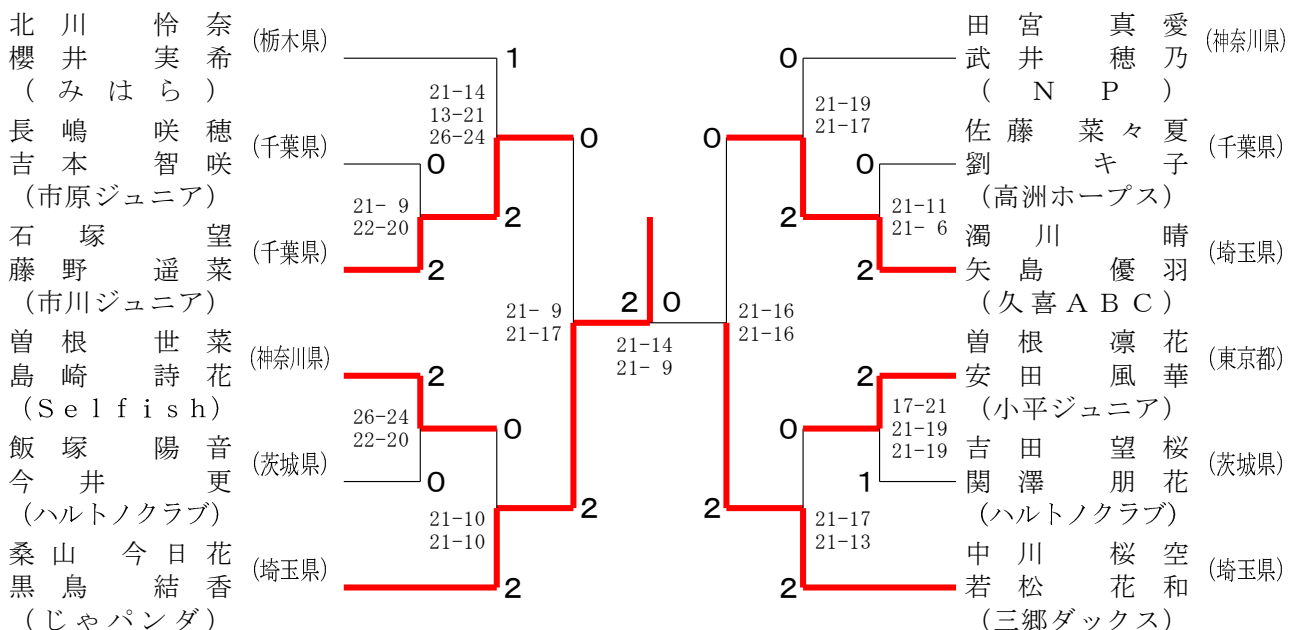 北川 怜奈
櫻井 実希
(みはら)
(栃木県)
長嶋 咲穂
吉本 智咲
(市原ジュニア)
(千葉県)
石塚 望
藤野 遥菜
(市川ジュニア)
(千葉県)
曽根 世菜
島崎 詩花
(Selfish)
(神奈川県)
飯塚 陽音
今井 更
(ハルトノクラブ)
(茨城県)
桑山 今日花
黒鳥 結香
(じゃパンダ)
(埼玉県)
1
21-14
13-21
26-24
0
0
21- 9
22-20
2
2
2
26-24
22-20
0
0
21-10
21-10
2
2
21- 9
21-17
2 0
21-14
21- 9
0
21-19
21-17
0
0
21-11
21- 6
2
2
21-16
21-16
2
17-21
21-19
21-19
0
1
21-17
21-13
2
2
田宮 真愛
武井 穂乃
(NP)
(神奈川県)
佐藤 菜々夏
劉 キ子
(高洲ホープス)
(千葉県)
濁川 晴
矢島 優羽
(久喜ABC)
(埼玉県)
曽根 凛花
安田 風華
(小平ジュニア)
(東京都)
吉田 望桜
関澤 朋花
(ハルトノクラブ)
(茨城県)
中川 桜空
若松 花和
(三郷ダックス)
(埼玉県)